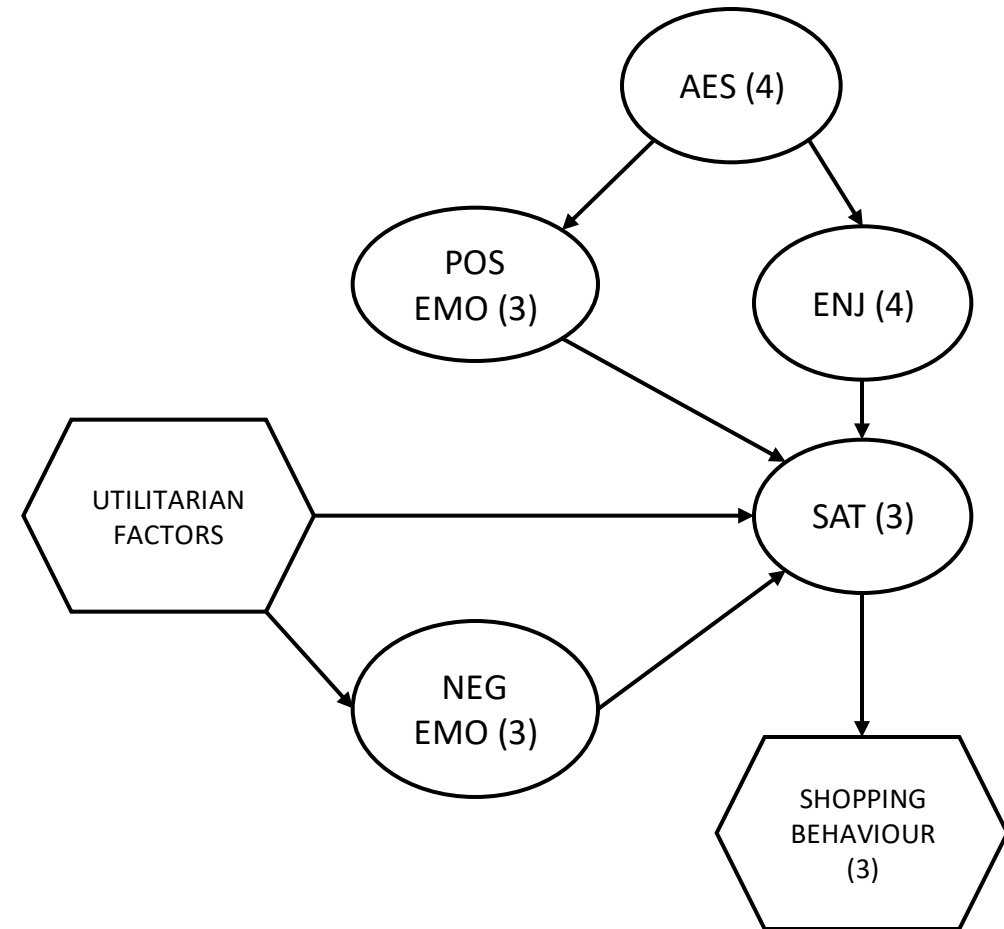 AES (4)
POS
EMO (3)
ENJ (4)
UTILITARIAN
FACTORS
SAT (3)
NEG
EMO (3)
SHOPPING
BEHAVIOUR
(3)